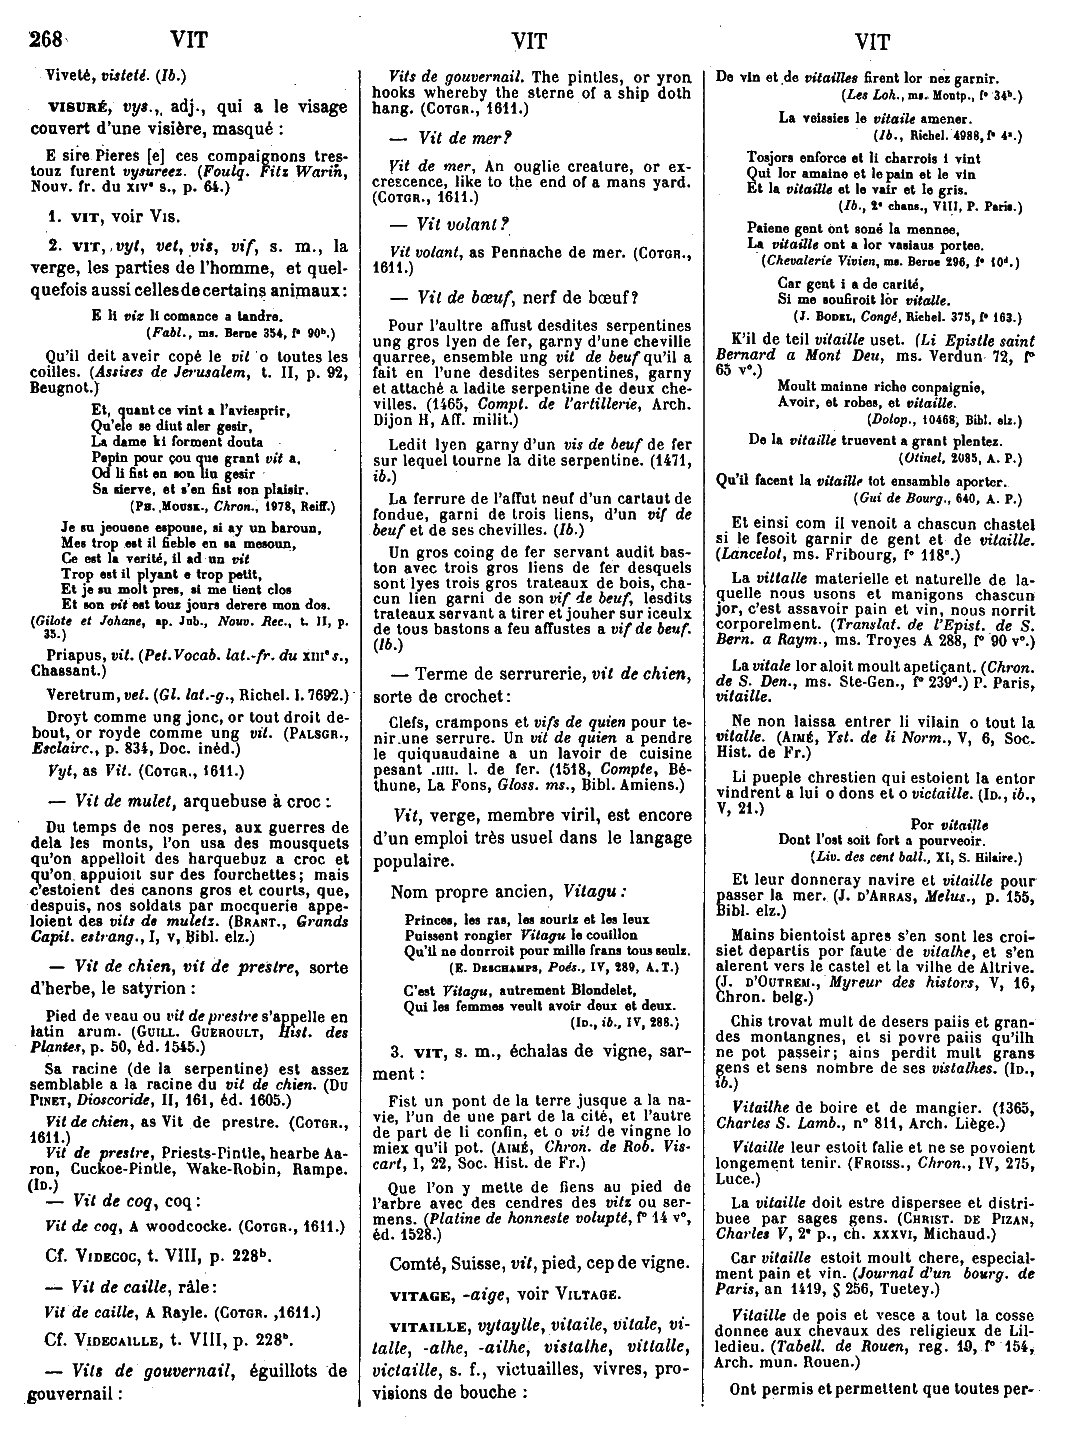 268 VIT VIT VIT
Viveté, visteté. (Ib.)
VISURÉ, vys., adj., qui a le visage
couvert d'une visière, masqué :
E sire Pieres [e] ces compaignons tres-
touz furent vysureez. (Foulq. Fitz Warin,
Nouv. fr. du XIVe s., p. 64.)
1. VIT, voir VIS.
2. VIT, vyt, vet, vis, vif, s. m., la
verge, les parties de l'homme, et quel-
quefois aussi celles de certains animaux :
E li viz li comance a tandre.
(Fabl., ms. Berne 354, f° 90b.)
Qu'il deit aveir copé le vit o toutes les
coilles. (Assises de Jerusalem, t. II, p. 92,
Beugnot.)
Et, quant ce vint a l'aviesprir,
Qu'ele se diut aler gesir,
La dame ki forment douta
Pepin pour çou que grant vit a,
Od li fist en son liu gesir
Sa sierve, et s'en fist son plaisir.
(PH. MOUSK., Chron., 1978, Reiff.)
Je su jeouene espouse, si ay un baroun,
Mes trop est il fieble en sa mesoun,
Ce est la verité, il ad un vit
Trop est il plyant e trop petit,
Et je su molt pres, si me tient clos
Et son vit est touz jours derere mon dos.
(Gilote et Johane, ap. Jub., Nouv. Rec., t. II, p.
35.)
Priapus, vit. (Pet. Vocab. lat.-fr. du XIIIe s.,
Chassant.)
Veretrum, vet. (Gl. lat.-g., Richel. l. 7692.)
Droyt comme ung jonc, or tout droit de-
bout, or royde comme ung vit. (PALSGR.,
Esclairc., p. 834, Doc. inéd.)
Vyt, as Vit. (COTGR., 1611.)
— Vit de mulet, arquebuse à croc :
Du temps de nos peres, aux guerres de
dela les monts, l'on usa des mousquets
qu'on appelloit des harquebuz a croc et
qu'on appuioit sur des fourchettes ; mais
c'estoient des canons gros et courts, que,
despuis, nos soldats par mocquerie appe-
loient des vits de muletz. (BRANT., Grands
Capit. estrang., I, v, Bibl. elz.)
— Vit de chien, vit de prestre, sorte
d'herbe, le satyrion :
Pied de veau ou vit de prestre s'appelle en
latin arum. (GUILL. GUEROULT, Hist. des
Plantes, p. 50, éd. 1545.)
Sa racine (de la serpentine) est assez
semblable a la racine du vit de chien. (DU
PINET, Dioscoride, II, 161, éd. 1605.)
Vit de chien, as Vit de prestre. (COTGR.,
1611.)
Vit de prestre, Priests-Pintle, hearbe Aa-
ron, Cuckoe-Pintle, Wake-Robin, Rampe.
(ID.)
— Vit de coq, coq :
Vit de coq, A woodcocke. (COTGR., 1611.)
Cf. VIDECOC, t. VIII, p. 228b.
— Vit de caille, râle :
Vit de caille, A Rayle. (COTGR. ,1611.)
Cf. VIDECAILLE, t. VIII, p. 228b.
— Vits de gouvernail, éguillots de
gouvernail :
Vits de gouvernail. The pintles, or yron
hooks whereby the sterne of a ship doth
hang. (COTGR., 1611.)
— Vit de mer ?
Vit de mer, An ouglie creature, or ex-
crescence, like to the end of a mans yard.
(COTGR., 1611.)
— Vit volant ?
Vit volant, as Pennache de mer. (COTGR.,
1611.)
— Vit de bœuf, nerf de bœuf ?
Pour l'aultre affust desdites serpentines
ung gros lyen de fer, garny d'une cheville
quarree, ensemble ung vit de beuf qu'il a
fait en l'une desdites serpentines, garny
et attaché a ladite serpentine de deux che-
villes. (1465, Compt. de l'artillerie, Arch.
Dijon H, Aff. milit.)
Ledit lyen garny d'un vis de beuf de fer
sur lequel tourne la dite serpentine. (1471,
ib.)
La ferrure de l'affut neuf d'un cartaut de
fondue, garni de trois liens, d'un vif de
beuf et de ses chevilles. (Ib.)
Un gros coing de fer servant audit bas-
ton avec trois gros liens de fer desquels
sont lyes trois gros trateaux de bois, cha-
cun lien garni de son vif de beuf, lesdits
trateaux servant a tirer et jouher sur iceulx
de tous bastons a feu affustes a vif de beuf.
(Ib.)
— Terme de serrurerie, vit de chien,
sorte de crochet :
Clefs, crampons et vifs de quien pour te-
nir une serrure. Un vit de quien a pendre
le quiquaudaine a un lavoir de cuisine
pesant .IIII. l. de fer. (1518, Compte, Bé-
thune, La Fons, Gloss. ms., Bibl. Amiens.)
Vit, verge, membre viril, est encore
d'un emploi très usuel dans le langage
populaire.
Nom propre ancien, Vitagu :
Princes, les ras, les souriz et les leux
Puissent rongier Vitagu le couillon
Qu'il ne donrroit pour mille frans tous seulz.
(E. DESCHAMPS, Poés., IV, 289, A. T.)
C'est Vitagu, autrement Blondelet,
Qui les femmes veult avoir deux et deux.
(ID., ib., IV, 288.)
3. VIT, s. m., échalas de vigne, sar-
ment :
Fist un pont de la terre jusque a la na-
vie, l'un de une part de la cité, et l'autre
de part de li confin, et o vit de vingne lo
miex qu'il pot. (AIMÉ, Chron. de Rob. Vis-
cart, I, 22, Soc. Hist. de Fr.)
Que l'on y mette de fiens au pied de
l'arbre avec des cendres des vitz ou ser-
mens. (Platine de honneste volupté, f° 14 v°,
éd. 1528.)
Comté, Suisse, vit, pied, cep de vigne.
VITAGE, -aige, voir VILTAGE.
VITAILLE, vytaylle, vitaile, vitale, vi-
talle, -alhe, -ailhe, vistalhe, vittalle,
victaille, s. f., victuailles, vivres, pro-
visions de bouche :
De vin et de vitailles firent lor nez garnir.
(Les Loh., ms. Montp., f° 34b.)
La veissies le vitaile amener.
(Ib., Richel. 4988, f° 4a.)
Tosjors enforce et li charrois i vint
Qui lor amaine et le pain et le vin
Et la vitaille et le vair et le gris.
(Ib., 2e chans., VIII, P. Paris.)
Paiene gent ont soné la mennee,
La vitaille ont a lor vasiaus portee.
(Chevalerie Vivien, ms. Berne 296, f° 10d.)
Car gent i a de carité,
Si me soufiroit lor vitalle.
(J. BODEL, Congé, Richel. 375, f° 163.)
K'il de teil vitaille uset. (Li Epistle saint
Bernard a Mont Deu, ms. Verdun 72, f°
65 v°.)
Moult mainne riche conpaignie,
Avoir, et robes, et vitaille.
(Dolop., 10468, Bibl. elz.)
De la vitaille truevent a grant plentez.
(Otinel, 2085, A. P.)
Qu'il facent la vitaille tot ensamble aporter.
(Gui de Bourg., 640, A. P.)
Et einsi com il venoit a chascun chastel
si le fesoit garnir de gent et de vitaille.
(Lancelot, ms. Fribourg, f° 118c.)
La vittalle materielle et naturelle de la-
quelle nous usons et manigons chascun
jor, c'est assavoir pain et vin, nous norrit
corporelment. (Translat. de l'Epist. de S.
Bern. a Raym., ms. Troyes A 288, f° 90 v°.)
La vitale lor aloit moult apetiçant. (Chron.
de S. Den., ms. Ste-Gen., f° 239d.) P. Paris,
vitaille.
Ne non laissa entrer li vilain o tout la
vitalle. (AIMÉ, Yst. de li Norm., V, 6, Soc.
Hist. de Fr.)
Li pueple chrestien qui estoient la entor
vindrent a lui o dons et o victaille. (ID., ib.,
V, 21.)
Por vitaille
Dont l'ost soit fort a pourveoir.
(Liv. des cent ball., XI, S. Hilaire.)
Et leur donneray navire et vitaille pour
passer la mer. (J. D'ARRAS, Melus., p. 155,
Bibl. elz.)
Mains bientoist apres s'en sont les croi-
siet departis por faute de vitalhe, et s'en
alerent vers le castel et la vilhe de Altrive.
(J. D'OUTREM., Myreur des histors, V, 16,
Chron. belg.)
Chis trovat mult de desers paiis et gran-
des montangnes, et si povre paiis qu'ilh
ne pot passeir ; ains perdit mult grans
gens et sens nombre de ses vistalhes. (ID.,
ib.)
Vitailhe de boire et de mangier. (1365,
Charles S. Lamb., n° 811, Arch. Liège.)
Vitaille leur estoit falie et ne se povoient
longement tenir. (FROISS., Chron., IV, 275,
Luce.)
La vitaille doit estre dispersee et distri-
buee par sages gens. (CHRIST. DE PIZAN,
Charles V, 2e p., ch. XXXVI, Michaud.)
Car vitaille estoit moult chere, especial-
ment pain et vin. (Journal d'un bourg. de
Paris, an 1419, § 256, Tuetey.)
Vitaille de pois et vesce a tout la cosse
donnee aux chevaux des religieux de Lil-
ledieu. (Tabell. de Rouen, reg. 19, f° 154,
Arch. mun. Rouen.)
Ont permis et permettent que toutes per-